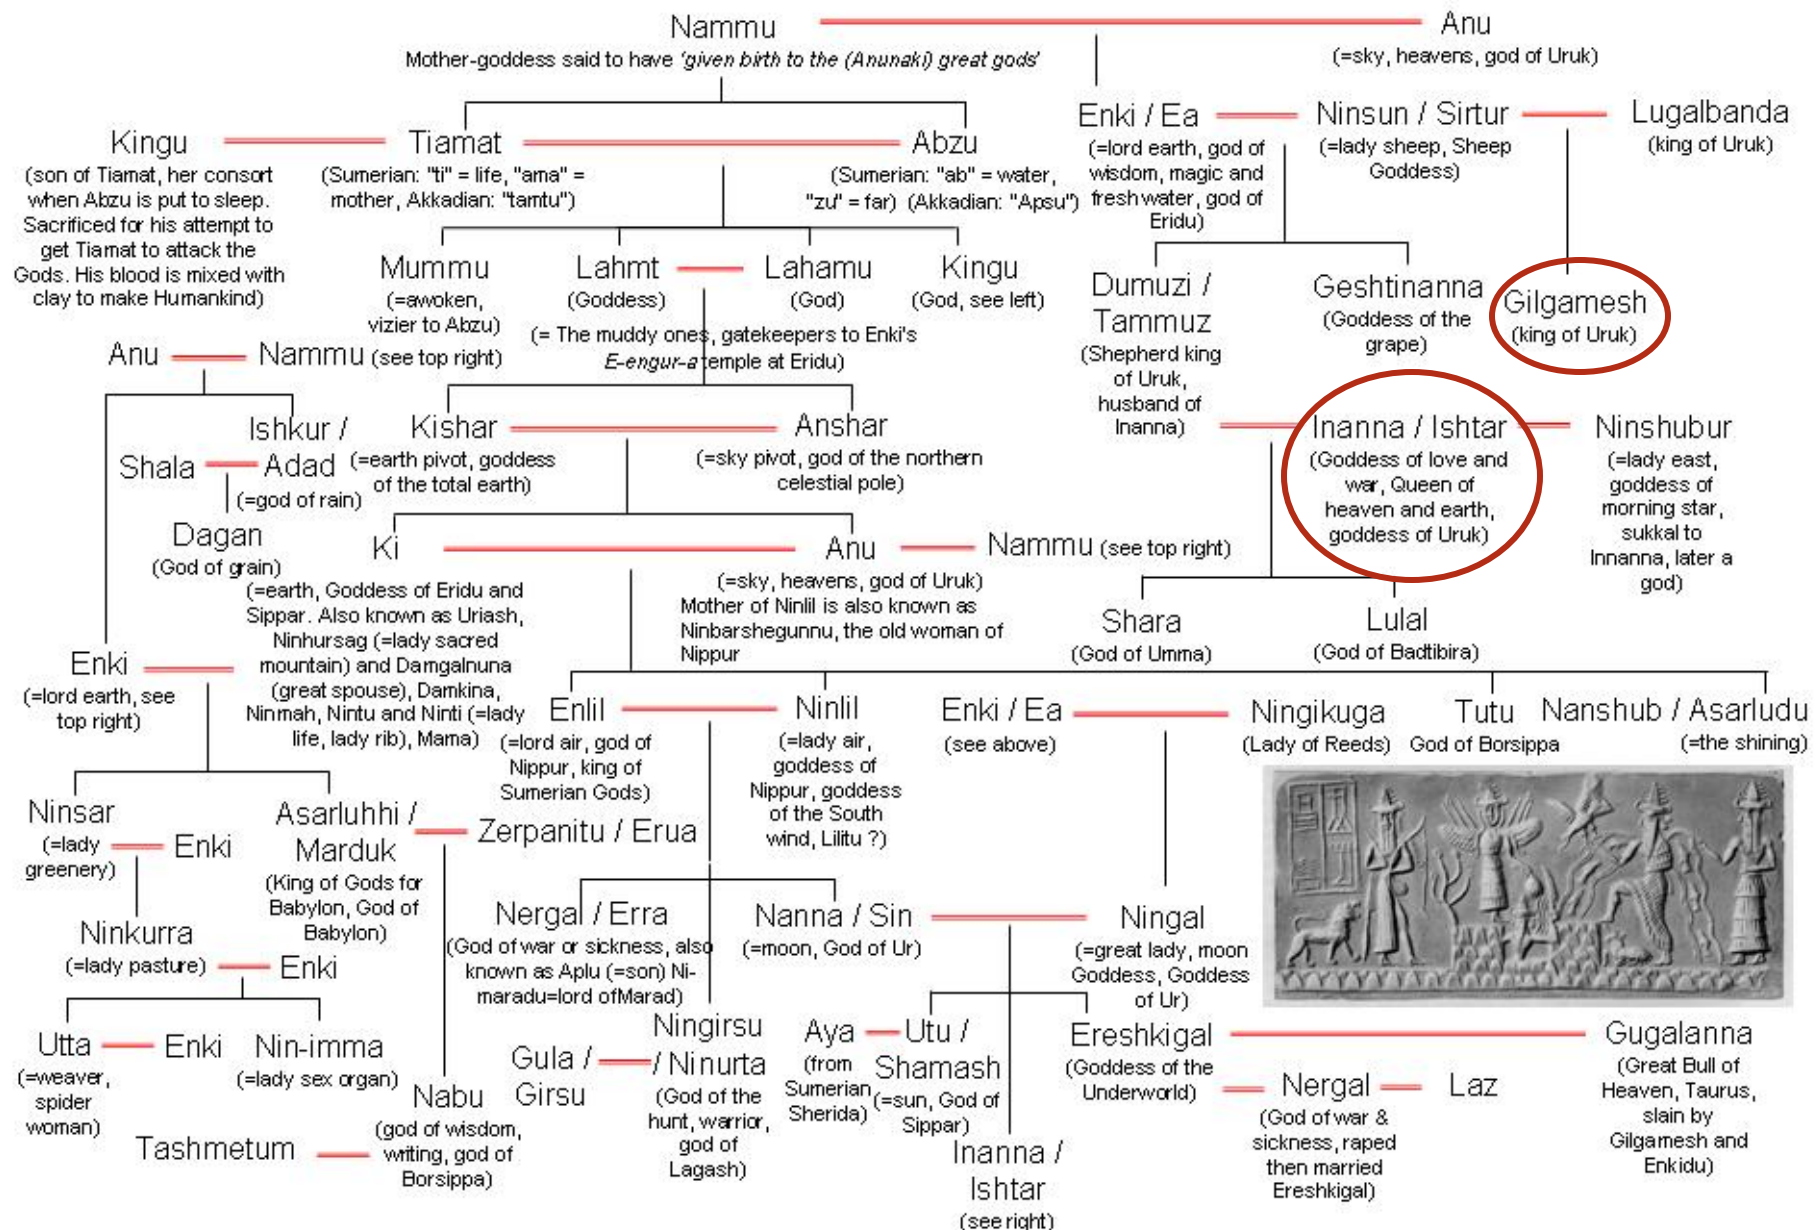 Nammu
Mother-goddess said to have 'given birth to the (Anunaki) great gods'
Anu
(=sky, heavens, god of Uruk)
Kingu
(son of Tiamat, her consort
when Abzu is put to sleep.
Sacrificed for his attempt to
get Tiamat to attack the
Gods. His blood is mixed with
clay to make Humankind)
Tiamat
(Sumerian: "ti" = life, "ama" =
mother, Akkadian: "tamtu")
Abzu
(Sumerian: "ab" = water,
"zu" = far) (Akkadian: "Apsu")
Enki / Ea
(=lord earth, god of
wisdom, magic and
fresh water, god of
Eridu)
Ninsun / Sirtur
(=lady sheep, Sheep
Goddess)
Lugalbanda
(king of Uruk)
Mummu
(=awoken,
vizier to Abzu)
Lahmt
(Goddess)
Lahamu
(God)
Kingu
(God, see left)
(= The muddy ones, gatekeepers to Enki's
E-engur-a temple at Eridu)
Dumuzi /
Tammuz
(Shepherd king
of Uruk,
husband of
Inanna)
Geshtinanna
(Goddess of the
grape)
Gilgamesh
(king of Uruk)
Anu
Nammu (see top right)
Ishkur /
Adad
(=god of rain)
Shala
Dagan
(God of grain)
Kishar
(=earth pivot, goddess
of the total earth)
Anshar
(=sky pivot, god of the northern
celestial pole)
Inanna / Ishtar
(Goddess of love and
war, Queen of
heaven and earth,
goddess of Uruk)
Ninshubur
(=lady east,
goddess of
morning star,
sukkal to
Innanna, later a
god)
Ki
(=earth, Goddess of Eridu and
Sippar. Also known as Uriash,
Ninhursag (=lady sacred
mountain) and Damgalnuna
(great spouse), Damkina,
Ninmah, Nintu and Ninti (=lady
life, lady rib), Mama)
Anu
(=sky, heavens, god of Uruk)
Mother of Ninlil is also known as
Ninbarshegunnu, the old woman of
Nippur
Nammu (see top right)
Shara
(God of Umma)
Lulal
(God of Badtibira)
Enki
(=lord earth, see
top right)
Enlil
(=lord air, god of
Nippur, king of
Sumerian Gods)
Ninlil
(=lady air,
goddess of
Nippur, goddess
of the South
wind, Lilitu ?)
Enki / Ea
(see above)
Ningikuga
(Lady of Reeds)
Tutu
God of Borsippa
Nanshub / Asarludu
(=the shining)
Ninsar
(=lady
greenery)
Enki
Asarluhhi /
Marduk
(King of Gods for
Babylon, God of
Babylon)
Zerpanitu / Erua
Ninkurra
(=lady pasture)
Enki
Nergal / Erra
(God of war or sickness, also
known as Aplu (=son) Ni-
maradu=lord ofMarad)
Nanna / Sin
(=moon, God of Ur)
Ningal
(=great lady, moon
Goddess, Goddess
of Ur)
Utta
(=weaver,
spider
woman)
Enki
Nin-imma
(=lady sex organ)
Nabu
(god of wisdom,
writing, god of
Borsippa)
Tashmetum
Gula /
Girsu
Ningirsu
/ Ninurta
(God of the
hunt, warrior,
god of
Lagash)
Aya
(from
Sumerian
Sherida)
Utu /
Shamash
(=sun, God of
Sippar)
Ereshkigal
(Goddess of the
Underworld)
Gugalanna
(Great Bull of
Heaven, Taurus,
slain by
Gilgamesh and
Enkidu)
Nergal
(God of war &
sickness, raped
then married
Ereshkigal)
Laz
Inanna /
Ishtar
(see right)